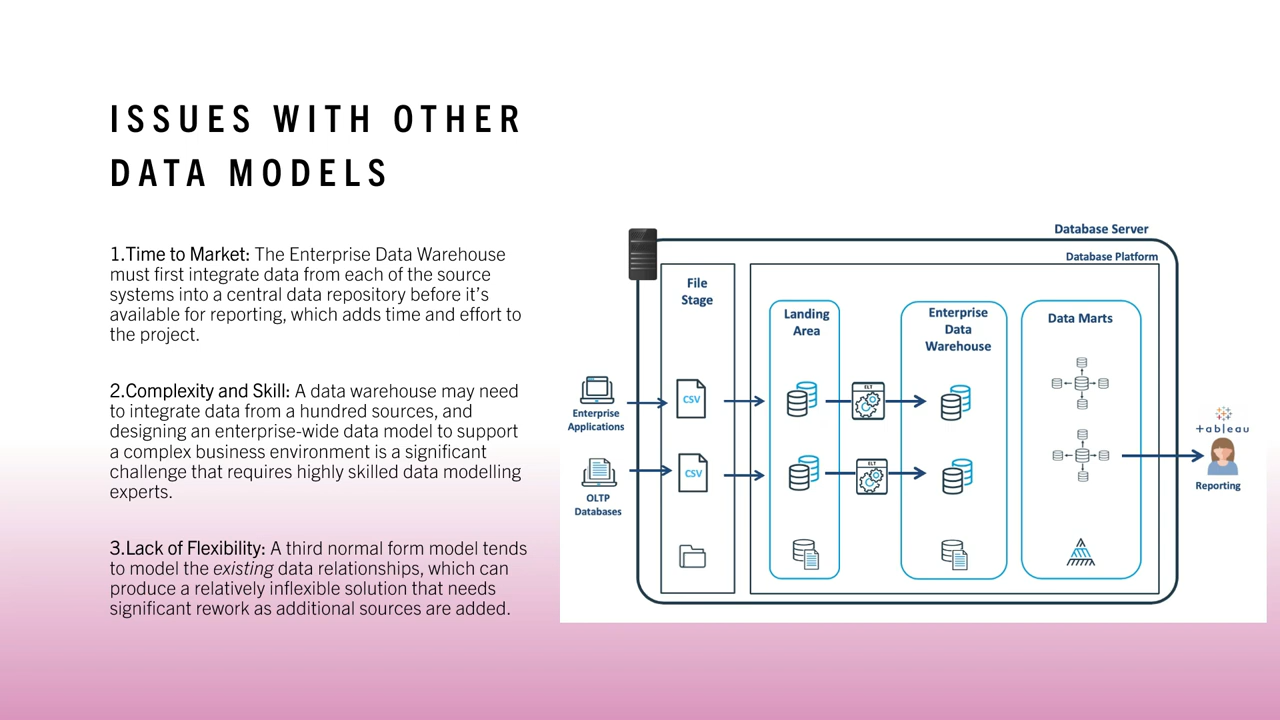 ISSUES WITH OTHER
DATA MODELS
1.Time to Market: The Enterprise Data Warehouse
must first integrate data from each of the source
systems into a central data repository before it’s
available for reporting, which adds time and effort to
the project.
2.Complexity and Skill: A data warehouse may need
to integrate data from a hundred sources, and
designing an enterprise-wide data model to support
a complex business environment is a significant
challenge that requires highly skilled data modelling
experts.
3.Lack of Flexibility: A third normal form model tends
to model the existing data relationships, which can
produce a relatively inflexible solution that needs
significant rework as additional sources are added.
Database Server
Database Platform
File
Stage
Landing
Area
Enterprise
Data
Warehouse
Data Marts
Enterprise
Applications
CSV
ELT
OLTP
Databases
CSV
ELT
+ableau
Reporting